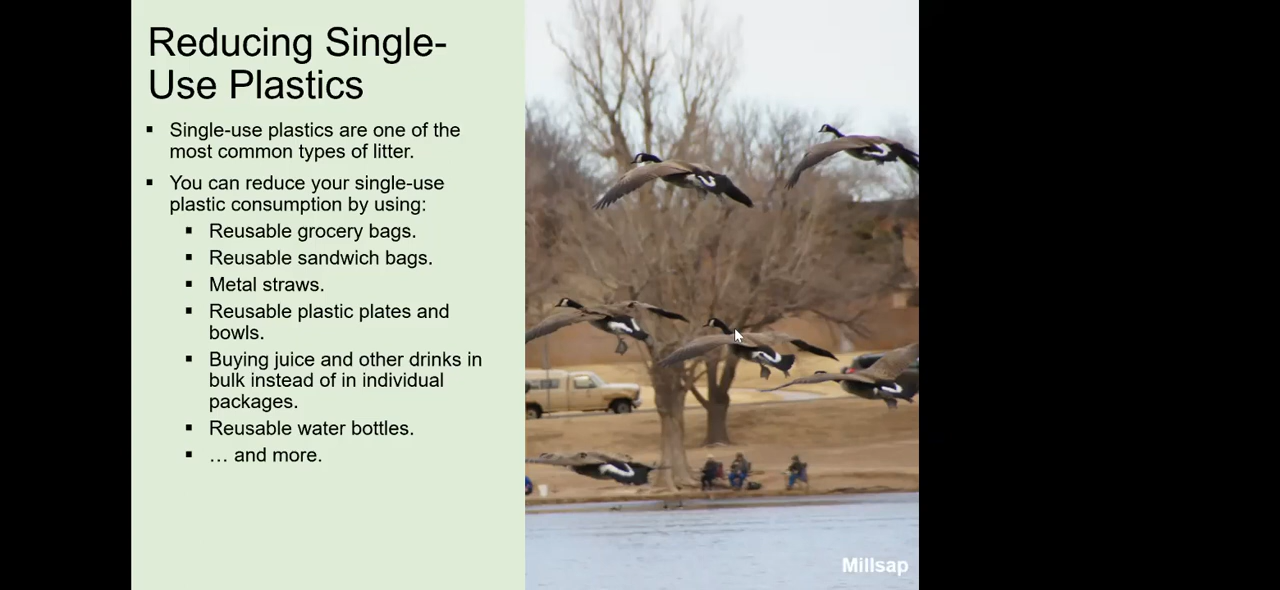 Reducing Single-
Use Plastics
▪ Single-use plastics are one of the
most common types of litter.
▪ You can reduce your single-use
plastic consumption by using:
▪ Reusable grocery bags.
▪ Reusable sandwich bags.
▪ Metal straws.
▪ Reusable plastic plates and
bowls.
▪ Buying juice and other drinks in
bulk instead of in individual
packages.
▪ Reusable water bottles.
▪ … and more.
Millsap